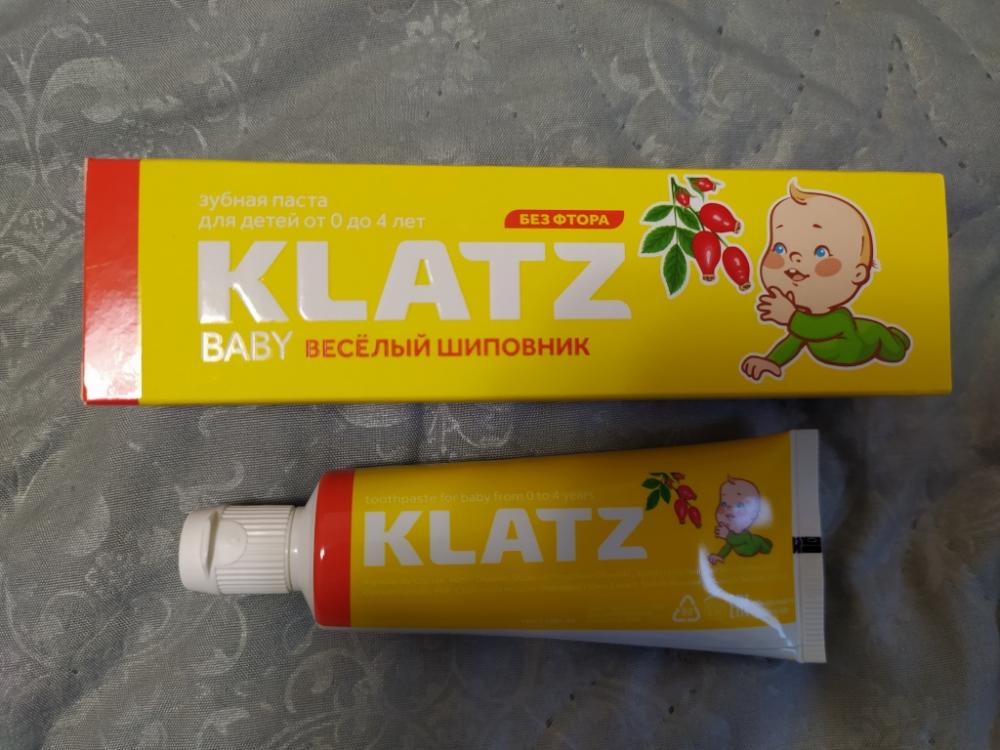 зубная паста
для детей от 0 до 4 лет
БЕЗ ФТОРА
KLATZ
BABY ВЕСЁЛЫЙ ШИПОВНИК
toothpaste for baby from 0 to 4 years
KLATZ